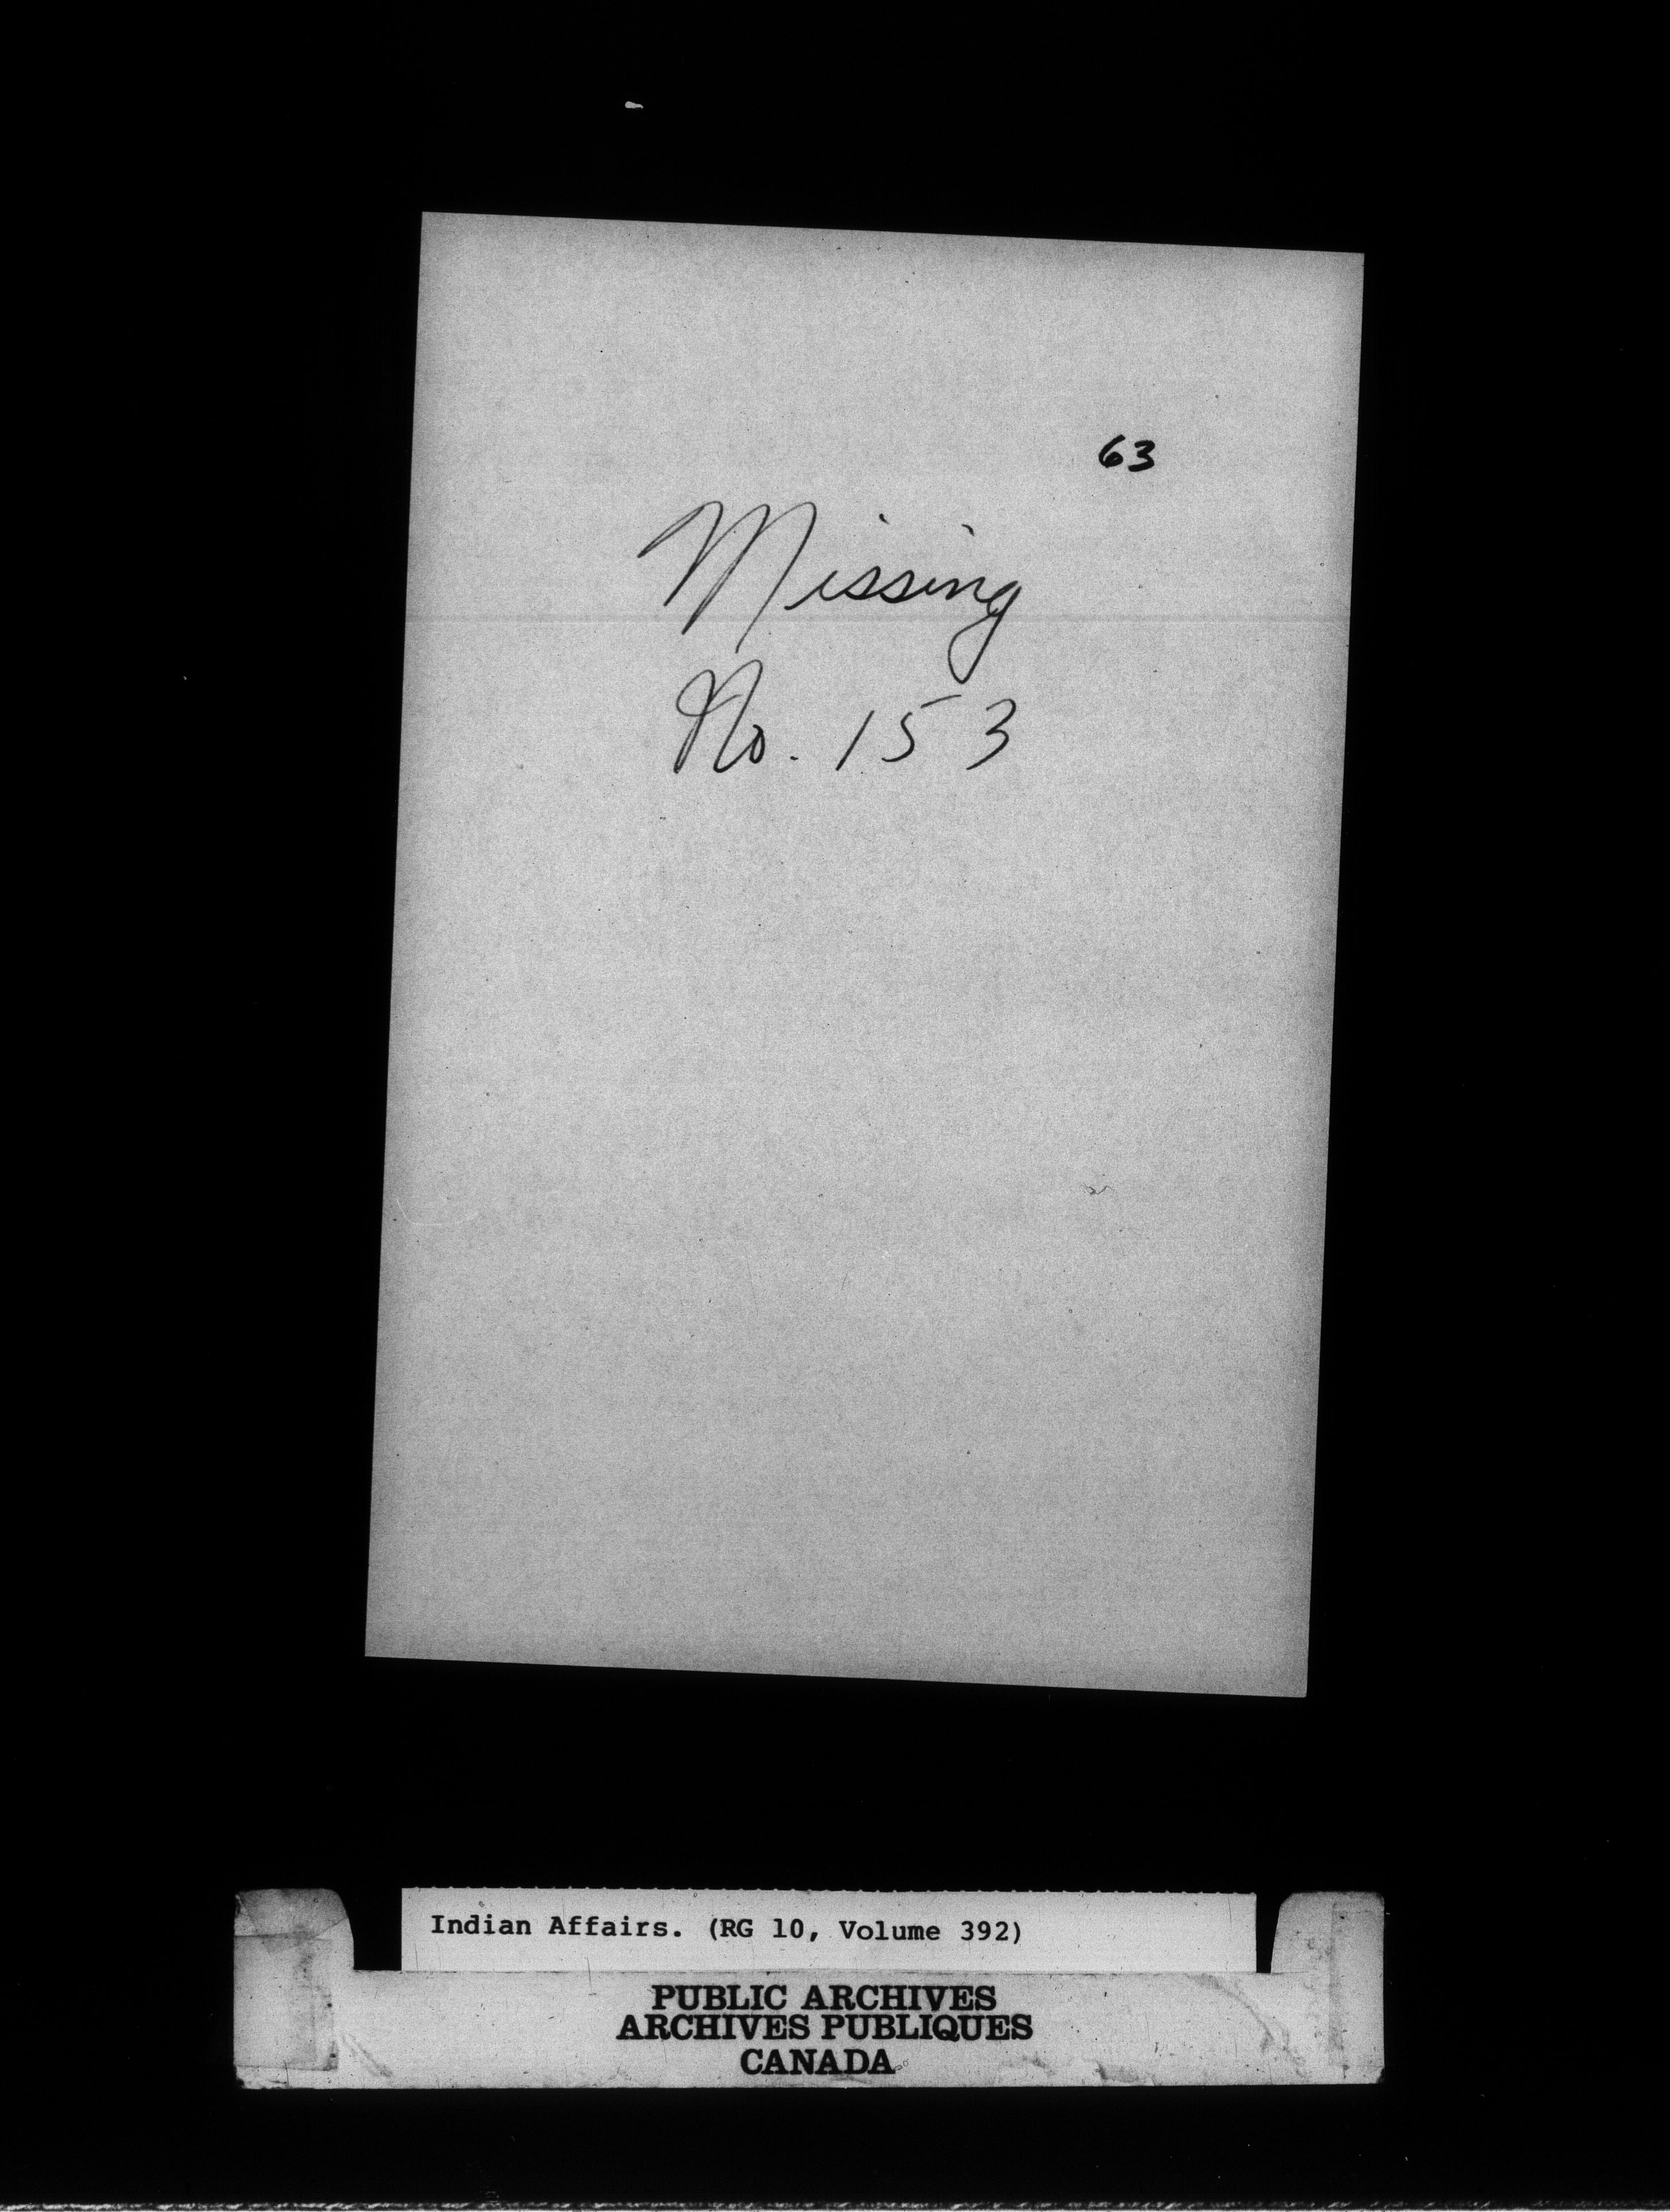 63
Missing
No. 153
Indian Affairs. (RG 10, Volume 392)
PUBLIC ARCHIVES
ARCHIVES PUBLIQUES
CANADA